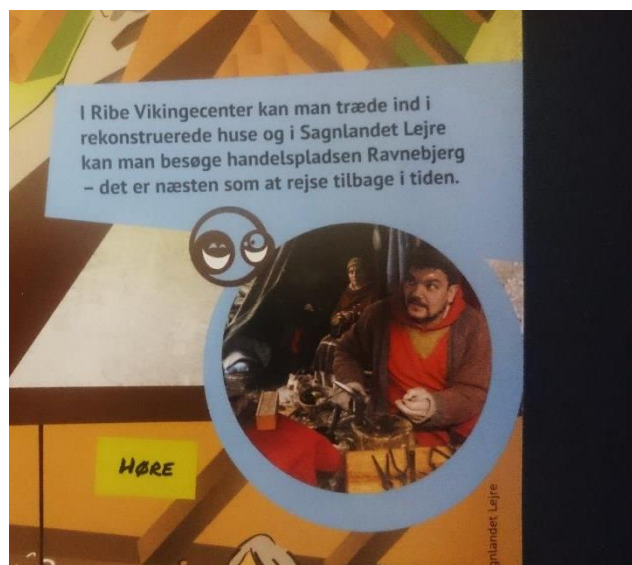 I Ribe Vikingecenter kan man træde ind i
rekonstruerede huse og i Sagnlandet Lejre
kan man besøge handelspladsen Ravnebjerg
– det er næsten som at rejse tilbage i tiden.
HØRE
Lejre